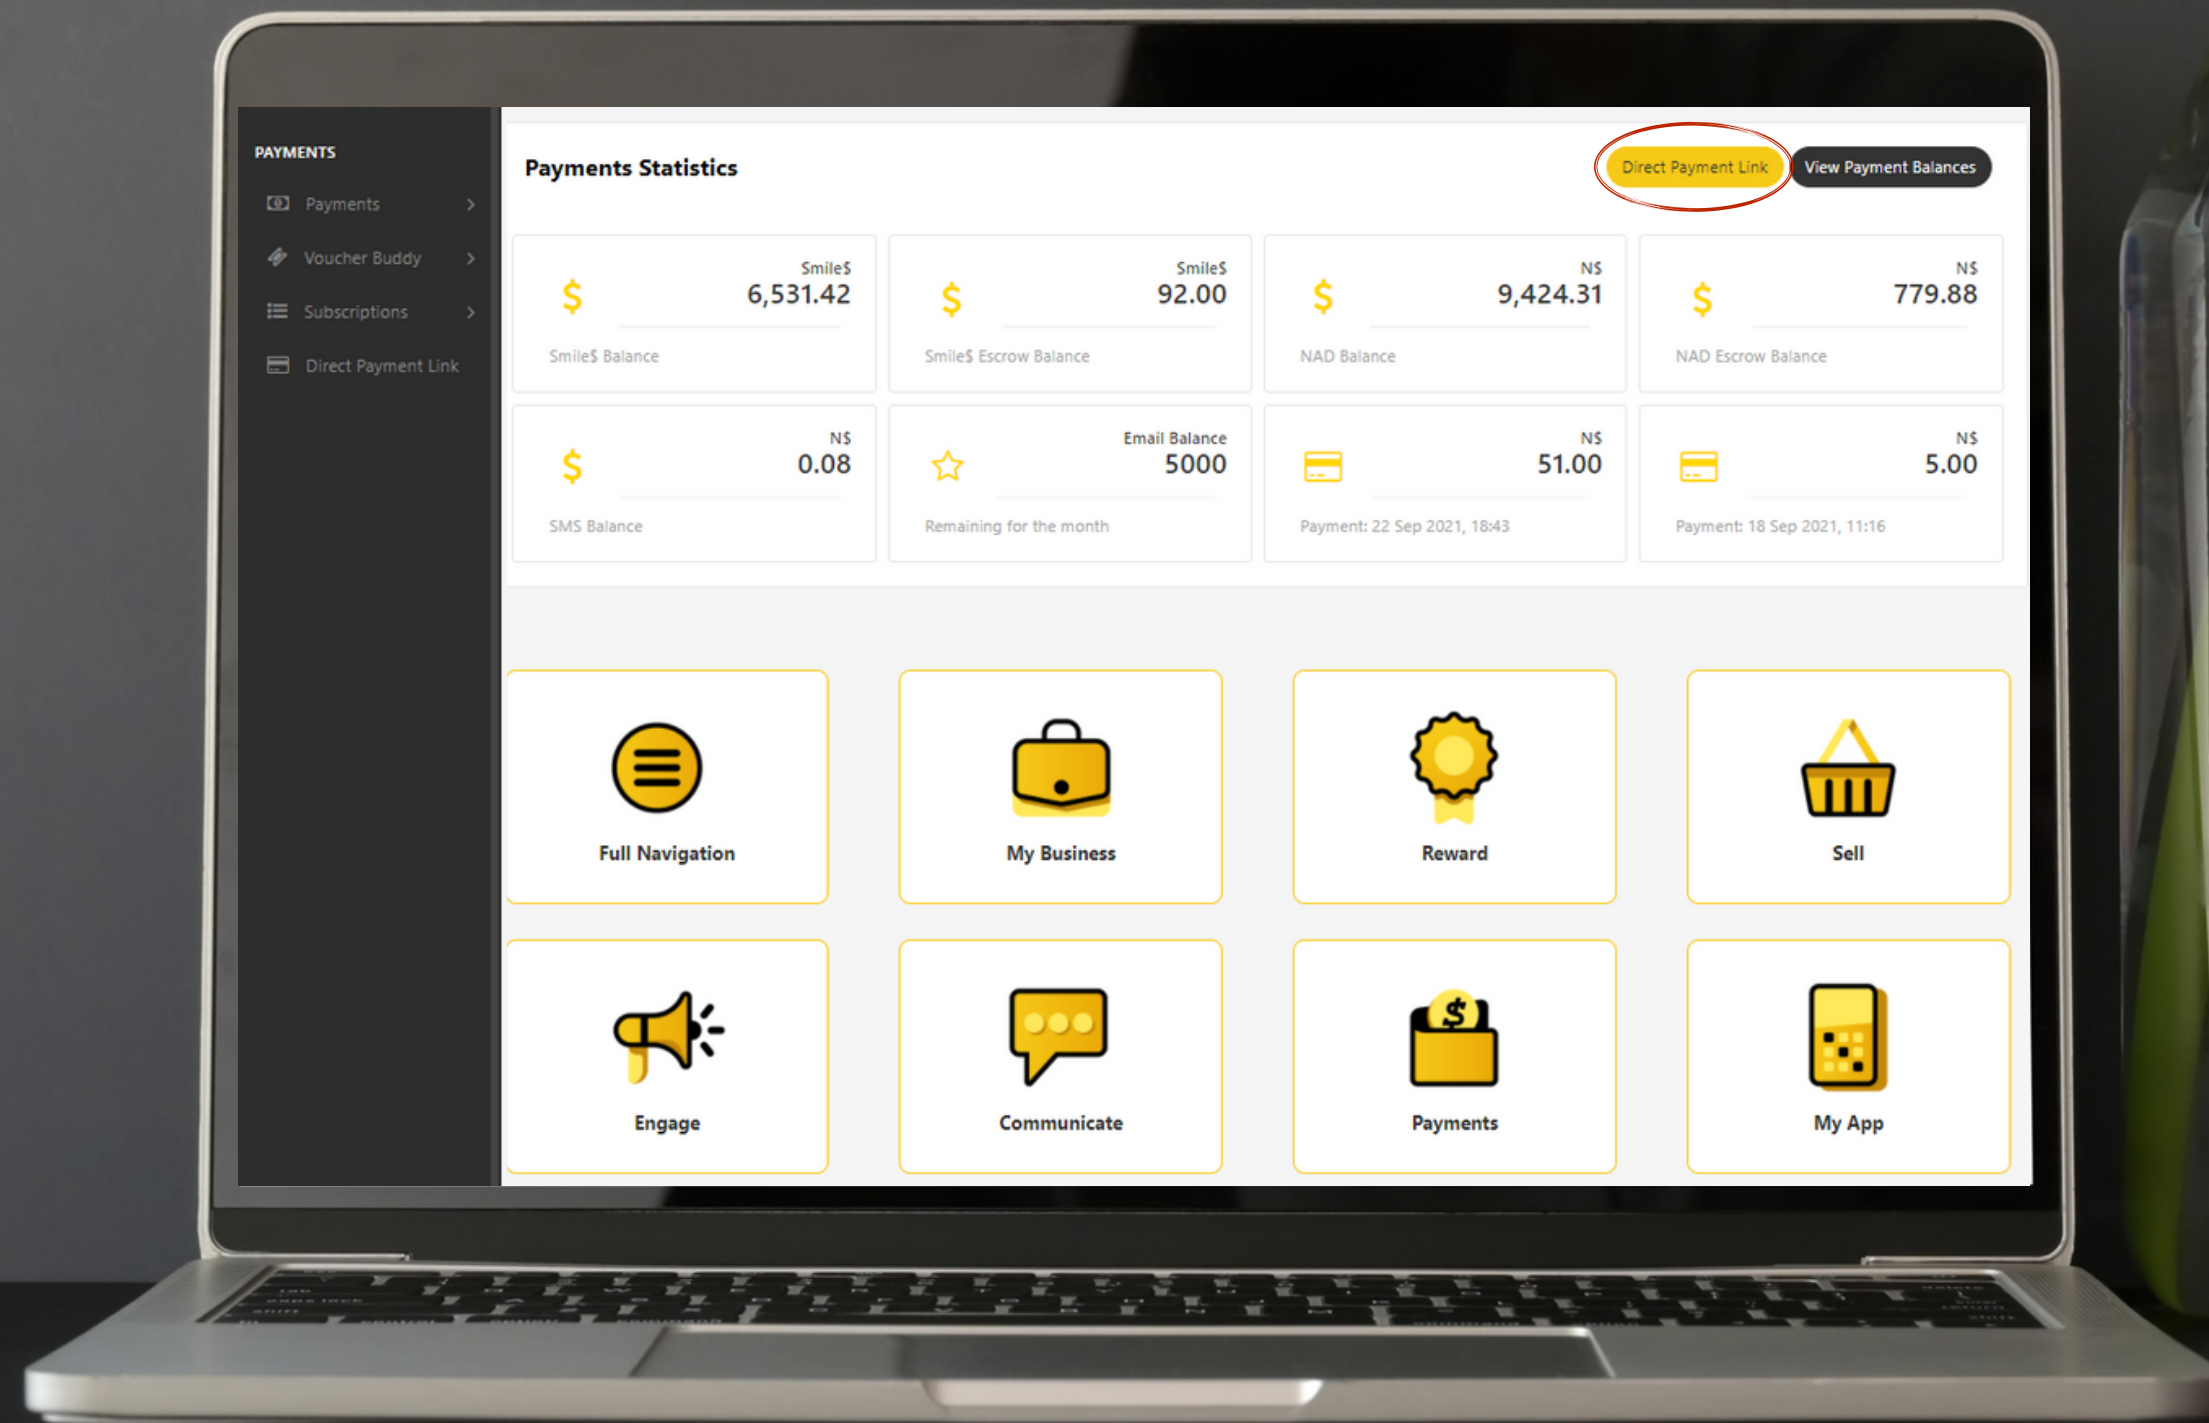 PAYMENTS
Payments
Voucher Buddy
Subscriptions
Direct Payment Link
Payments Statistics
Direct Payment Link
View Payment Balances
Smile$
6,531.42
Smile$ Balance
Smile$
92.00
Smile$ Escrow Balance
N$
9,424.31
NAD Balance
N$
779.88
NAD Escrow Balance
N$
0.08
SMS Balance
Email Balance
5000
Remaining for the month
N$
51.00
Payment: 22 Sep 2021, 18:43
N$
5.00
Payment: 18 Sep 2021, 11:16
Full Navigation
My Business
Reward
Sell
Engage
Communicate
Payments
My App